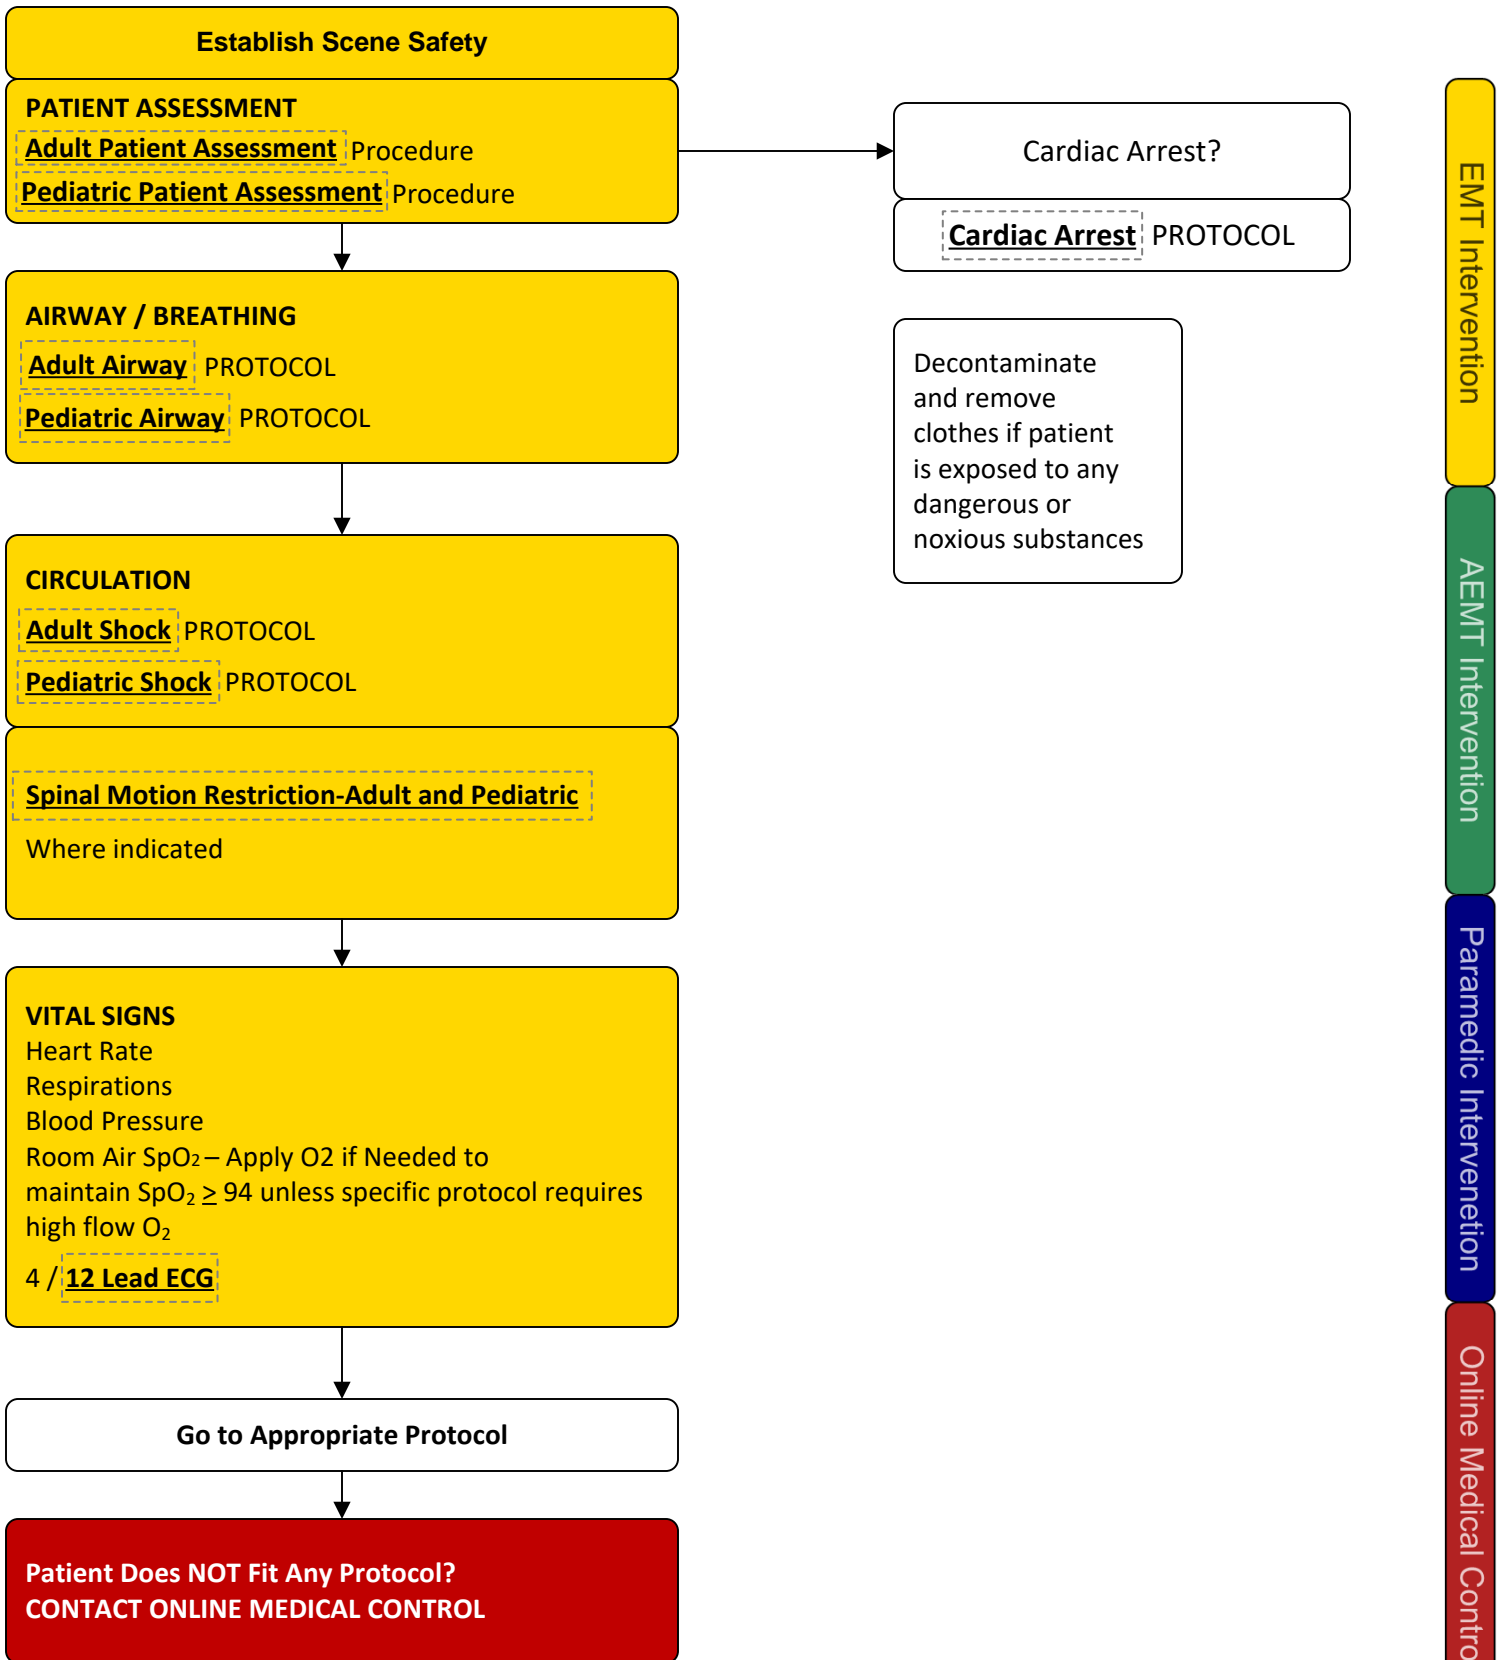 Establish Scene Safety
PATIENT ASSESSMENT
Adult Patient Assessment Procedure
Pediatric Patient Assessment Procedure
Cardiac Arrest?
Cardiac Arrest PROTOCOL
AIRWAY / BREATHING
Adult Airway PROTOCOL
Pediatric Airway PROTOCOL
Decontaminate
and remove
clothes if patient
is exposed to any
dangerous or
noxious substances
CIRCULATION
Adult Shock PROTOCOL
Pediatric Shock PROTOCOL
Spinal Motion Restriction-Adult and Pediatric
Where indicated
VITAL SIGNS
Heart Rate
Respirations
Blood Pressure
Room Air SpO2 – Apply O2 if Needed to
maintain SpO₂ ≥ 94 unless specific protocol requires
high flow O₂
4 / 12 Lead ECG
Go to Appropriate Protocol
Patient Does NOT Fit Any Protocol?
CONTACT ONLINE MEDICAL CONTROL
EMT Intervention
AEMT Intervention
Paramedic Intervenetion
Online Medical Contro